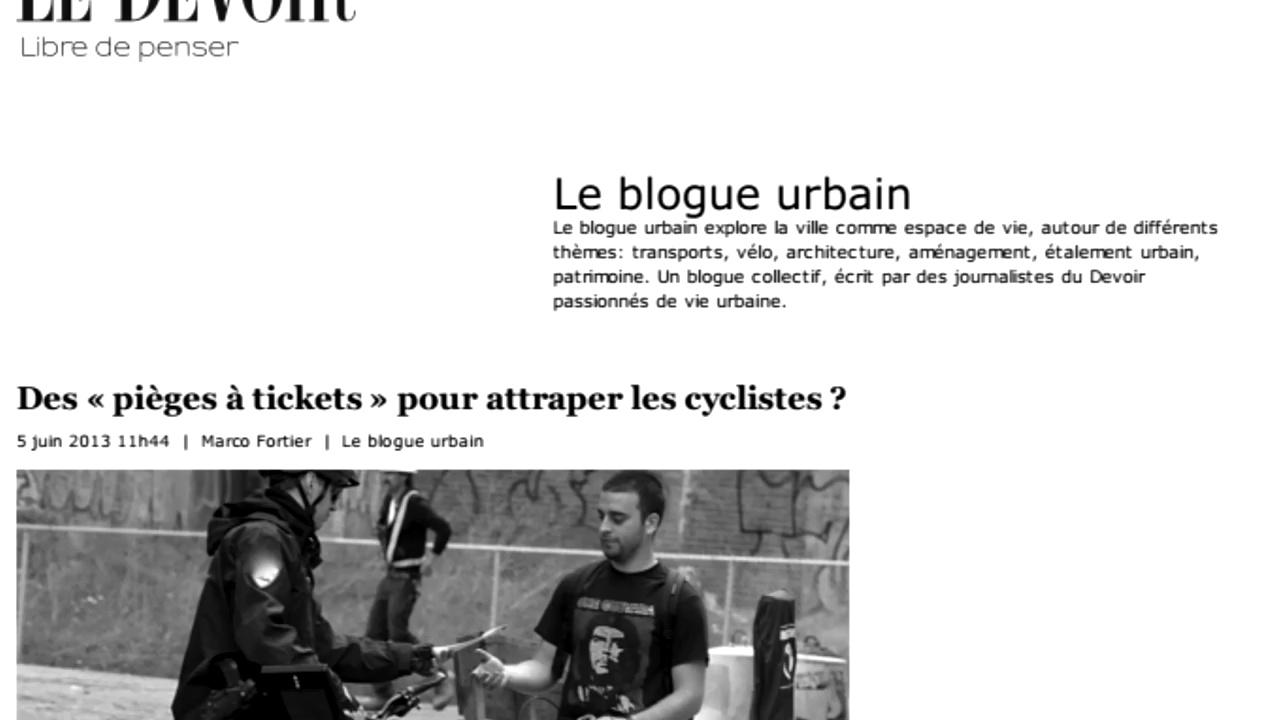 LE DEVOIR
Libre de penser
Le blogue urbain
Le blogue urbain explore la ville comme espace de vie, autour de différents
thèmes: transports, vélo, architecture, aménagement, étalement urbain,
patrimoine. Un blogue collectif, écrit par des journalistes du Devoir
passionnés de vie urbaine.
Des « pièges à tickets » pour attraper les cyclistes ?
5 juin 2013 11h44 | Marco Fortier | Le blogue urbain